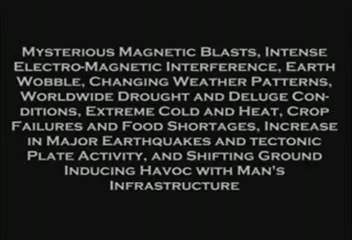 Mysterious Magnetic Blasts, Intense
Electro-Magnetic Interference, Earth
Wobble, Changing Weather Patterns,
Worldwide Drought and Deluge Con-
ditions, Extreme Cold and Heat, Crop
Failures and Food Shortages, Increase
in Major Earthquakes and tectonic
Plate Activity, and Shifting Ground
Inducing Havoc with Man's
Infrastructure